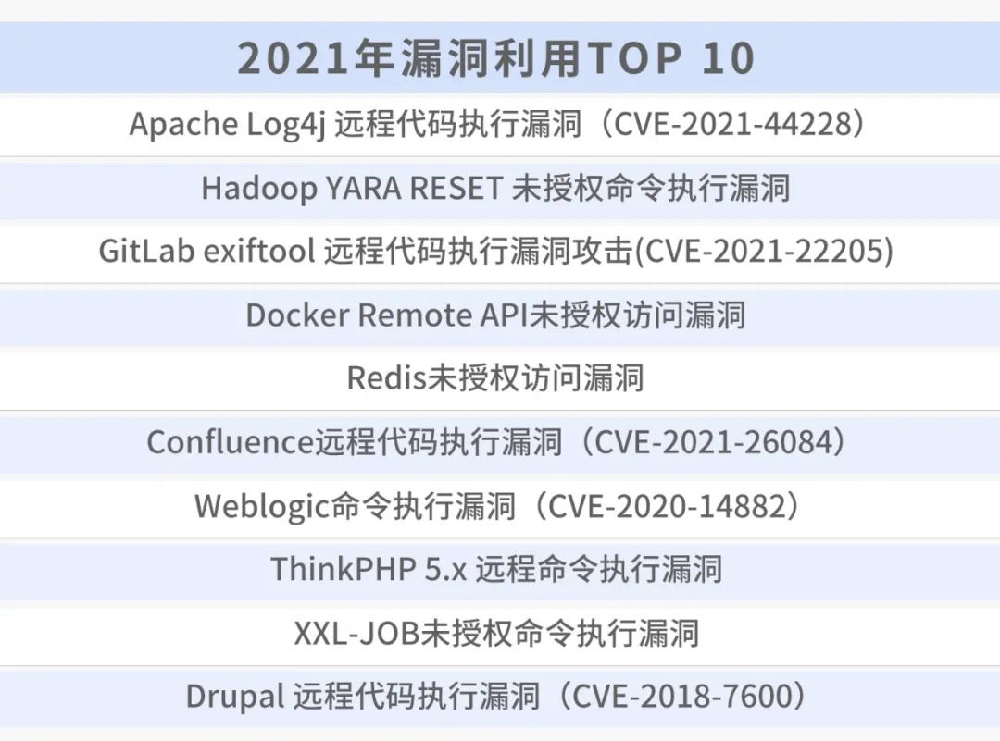 2021年漏洞利用TOP 10
Apache Log4j 远程代码执行漏洞（CVE-2021-44228）
Hadoop YARA RESET 未授权命令执行漏洞
GitLab exiftool 远程代码执行漏洞攻击(CVE-2021-22205)
Docker Remote API未授权访问漏洞
Redis未授权访问漏洞
Confluence远程代码执行漏洞（CVE-2021-26084）
Weblogic命令执行漏洞（CVE-2020-14882）
ThinkPHP 5.x 远程命令执行漏洞
XXL-JOB未授权命令执行漏洞
Drupal 远程代码执行漏洞（CVE-2018-7600）